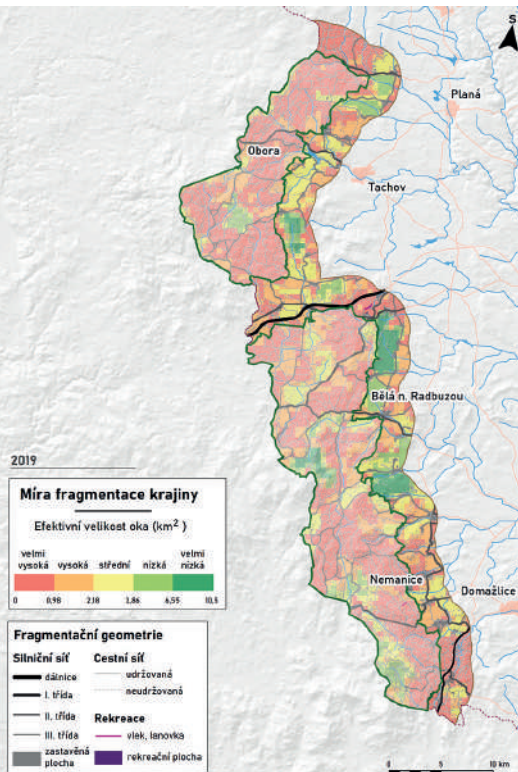 S
Planá
Obora
Tachov
Bělá n. Radbuzou
2019
Míra fragmentace krajiny
Efektivní velikost oka (km²)
velmi vysoká
vysoká
střední
nízká
velmi nízká
0 0,98 2,18 3,86 6,55 10,5
Nemanice
Domažlice
Fragmentační geometrie
Silniční síť
dálnice
I. třída
II. třída
III. třída
zastavěná plocha
Cestní síť
udržovaná
neudržovaná
Rekreace
vlek, lanovka
rekreační plocha
0 5 10 km